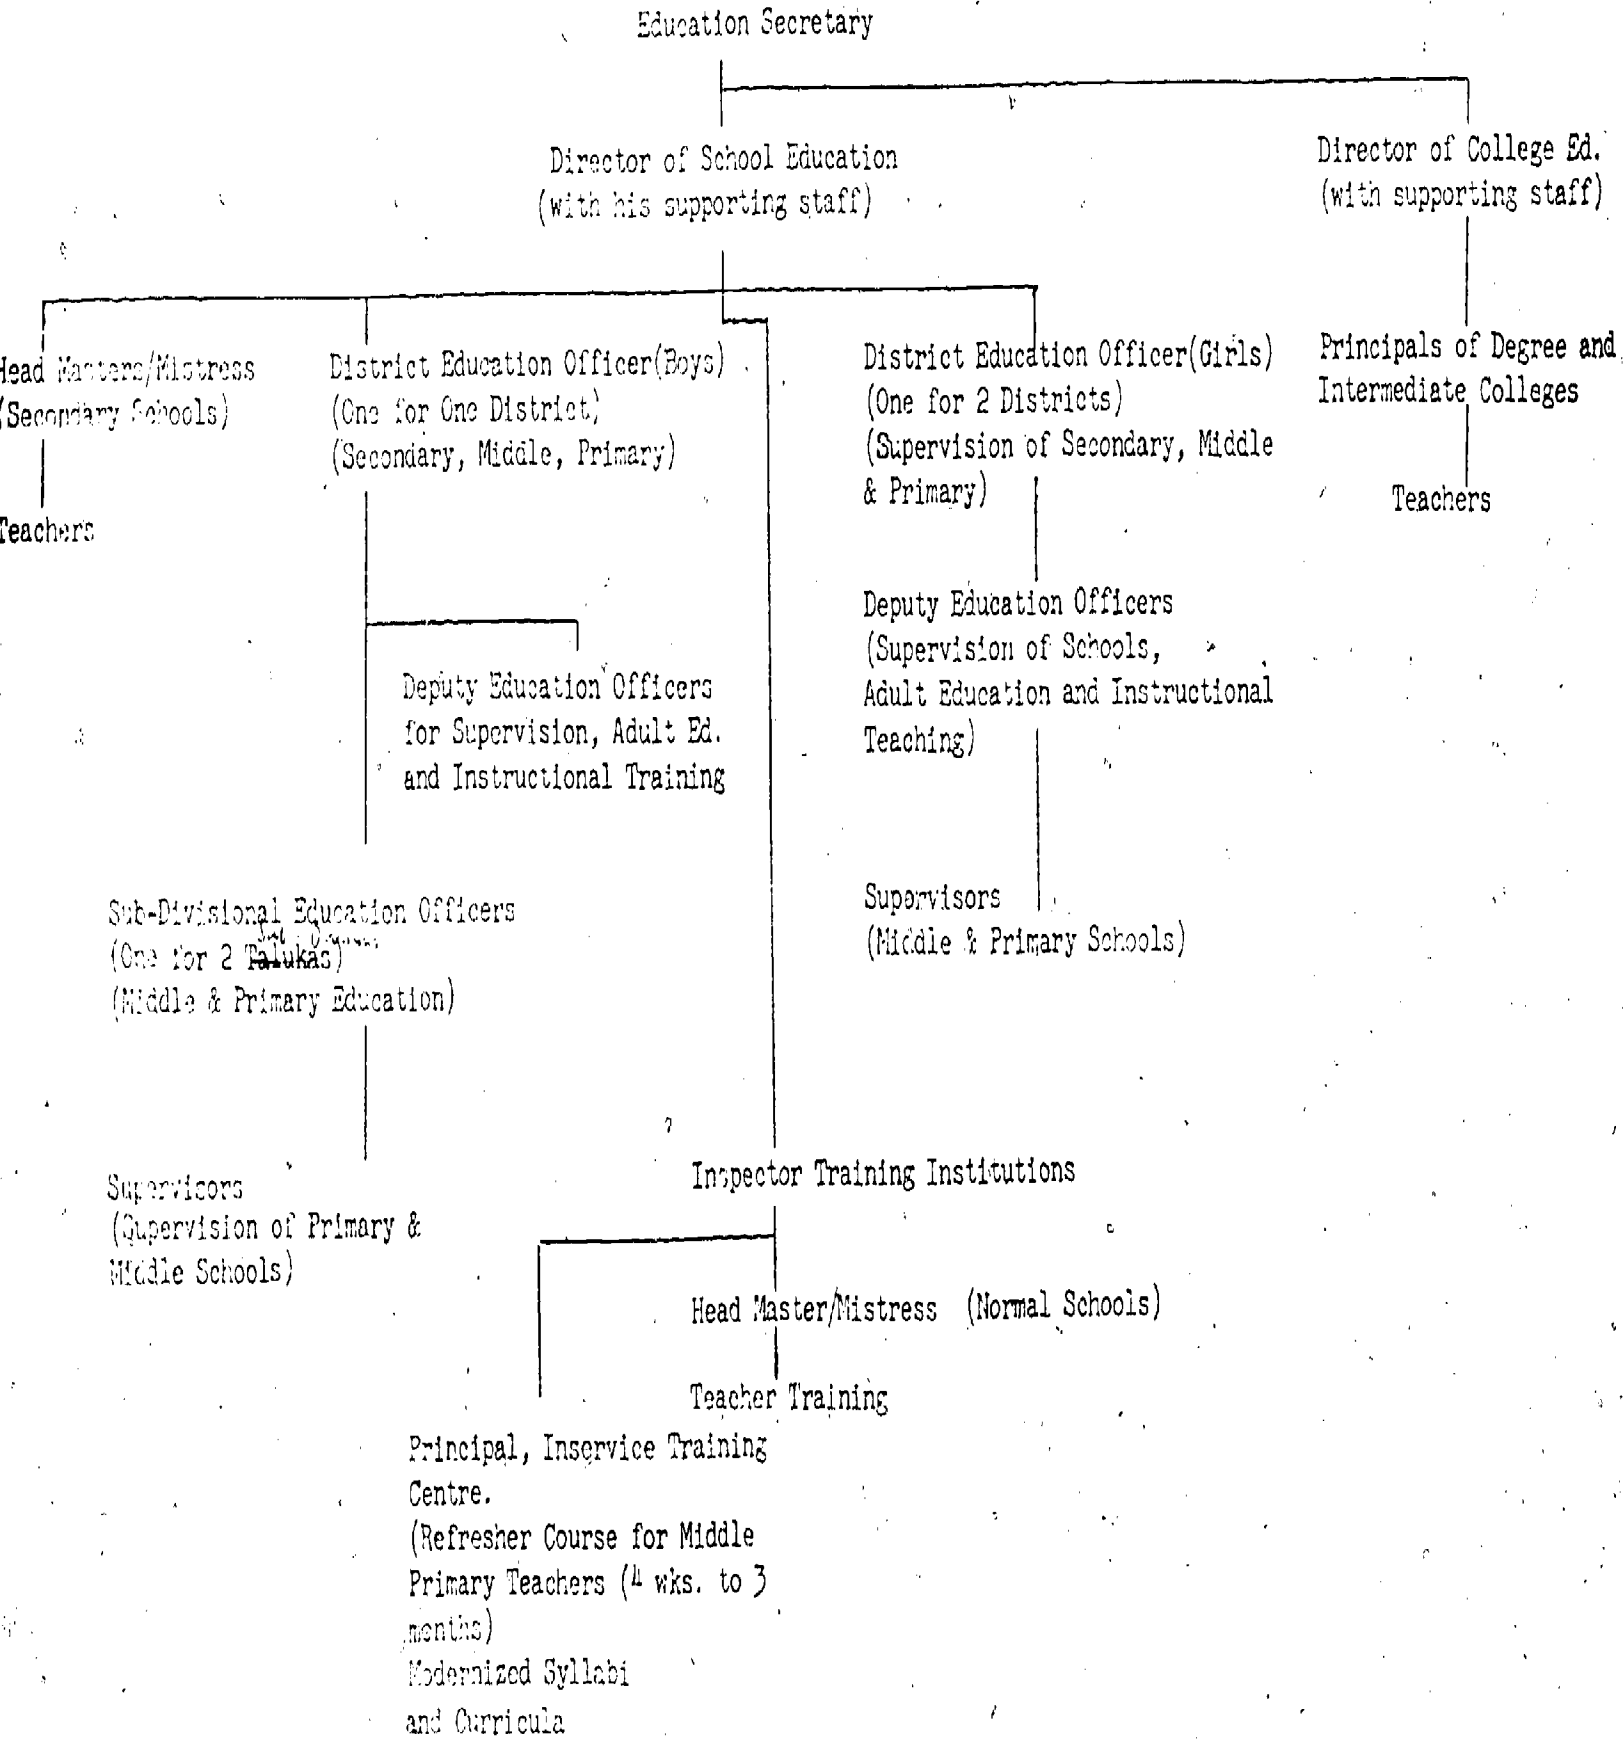 Education Secretary
Director of School Education
(with his supporting staff)
Director of College Ed.
(with supporting staff)
Head Masters/Mistress
(Secondary Schools)
Teachers
District Education Officer(Boys)
(One for One District)
(Secondary, Middle, Primary)
District Education Officer(Girls)
(One for 2 Districts)
(Supervision of Secondary, Middle
& Primary)
Principals of Degree and
Intermediate Colleges
Teachers
Deputy Education Officers
for Supervision, Adult Ed.
and Instructional Training
Deputy Education Officers
(Supervision of Schools,
Adult Education and Instructional
Teaching)
Sub-Divisional Education Officers
(One for 2 Talukas)
(Middle & Primary Education)
Supervisors
(Middle & Primary Schools)
Supervisors
(Qupervision of Primary &
Middle Schools)
Inspector Training Institutions
Head Master/Mistress (Normal Schools)
Teacher Training
Principal, Inservice Training
Centre.
(Refresher Course for Middle
Primary Teachers (4 wks. to 3
months)
Modernized Syllabi
and Curricula